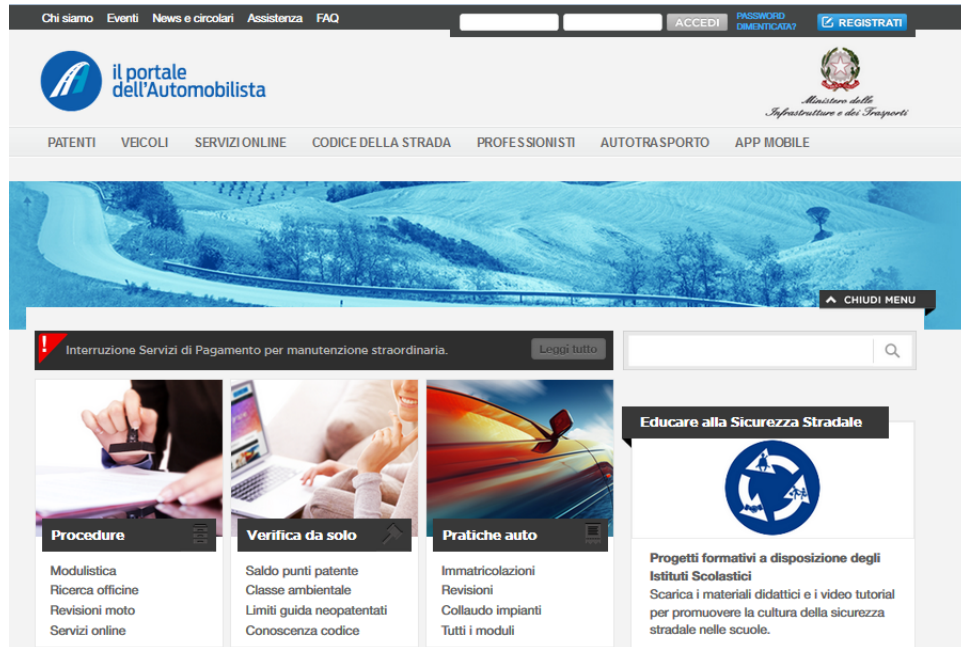 Chi siamo Eventi News e circolari Assistenza FAQ
ACCEDI
PASSWORD
DIMENTICATA?
REGISTRATI
il portale
dell'Automobilista
Ministero delle
Infrastrutture e dei Trasporti
PATENTI VEICOLI SERVIZI ONLINE CODICE DELLA STRADA PROFESSIONISTI AUTOTRASPORTO APP MOBILE
CHIUDI MENU
! Interruzione Servizi di Pagamento per manutenzione straordinaria. Leggi tutto
Procedure
Modulistica
Ricerca officine
Revisioni moto
Servizi online
Verifica da solo
Saldo punti patente
Classe ambientale
Limiti guida neopatentati
Conoscenza codice
Pratiche auto
Immatricolazioni
Revisioni
Collaudo impianti
Tutti i moduli
Educare alla Sicurezza Stradale
Progetti formativi a disposizione degli
Istituti Scolastici
Scarica i materiali didattici e i video tutorial
per promuovere la cultura della sicurezza
stradale nelle scuole.